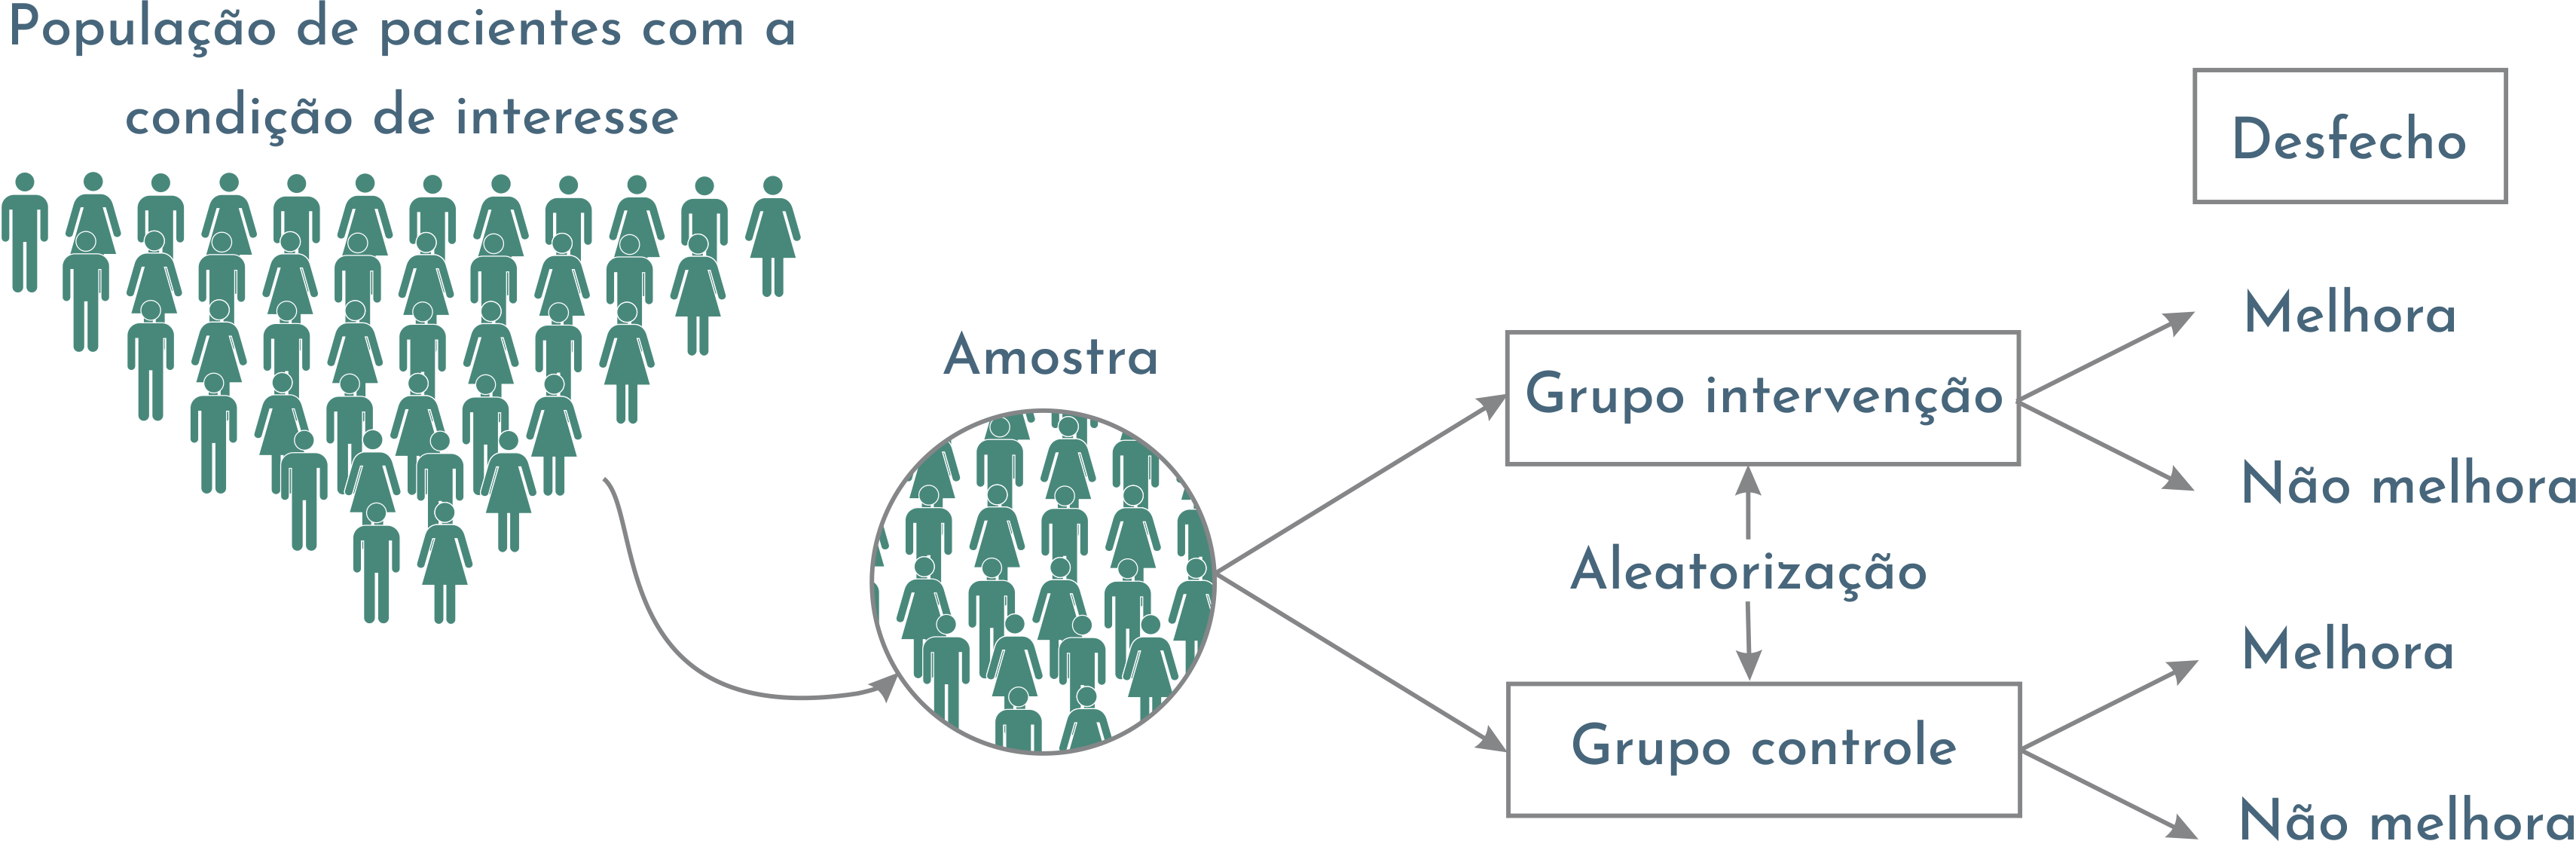 População de pacientes com a
condição de interesse
Amostra
Grupo intervenção
Aleatorização
Grupo controle
Desfecho
Melhora
Não melhora
Melhora
Não melhora